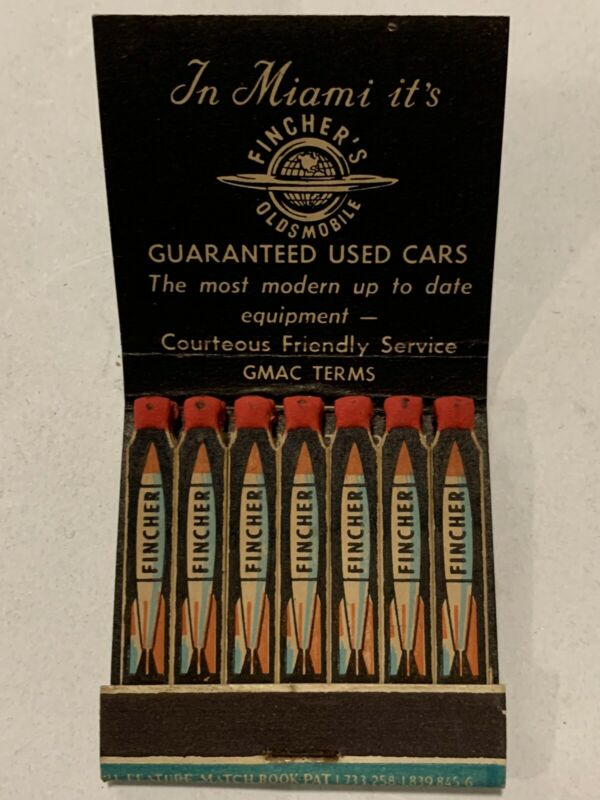 In Miami it's
FINCHER'S
OLDSMOBILE
GUARANTEED USED CARS
The most modern up to date
equipment —
Courteous Friendly Service
GMAC TERMS
FINCHER
FINCHER
FINCHER
FINCHER
FINCHER
FINCHER
FINCHER
21 FEATURE MATCH BOOK PAT 1 733 258 1 839 845 6